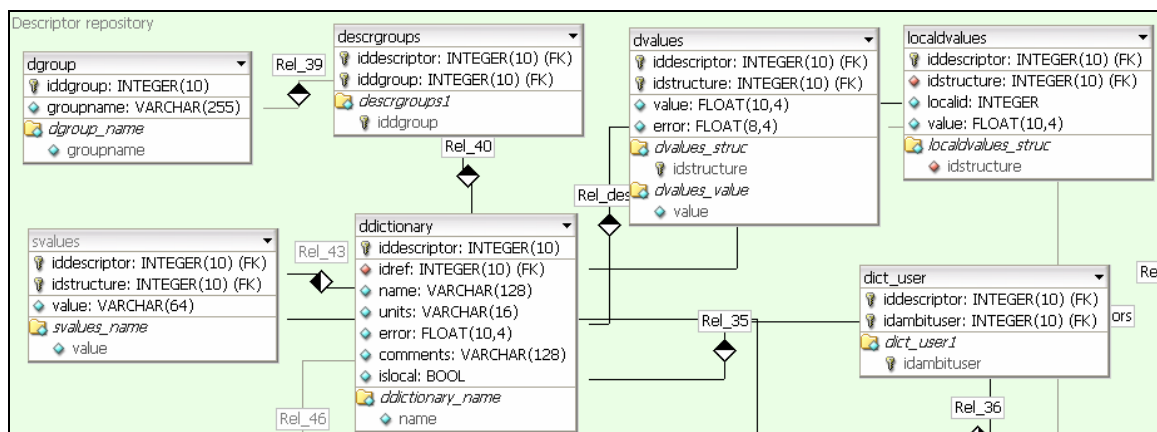 Descriptor repository
dgroup
iddgroup: INTEGER(10)
groupname: VARCHAR(255)
dgroup_name
groupname
Rel_39
descrgroups
iddescriptor: INTEGER(10) (FK)
iddgroup: INTEGER(10) (FK)
descrgroups1
iddgroup
Rel_40
dvalues
iddescriptor: INTEGER(10) (FK)
idstructure: INTEGER(10) (FK)
value: FLOAT(10,4)
error: FLOAT(8,4)
dvalues_struc
idstructure
dvalues_value
value
localdvalues
iddescriptor: INTEGER(10) (FK)
idstructure: INTEGER(10) (FK)
localid: INTEGER
value: FLOAT(10,4)
localdvalues_struc
idstructure
Rel_des
svalues
iddescriptor: INTEGER(10) (FK)
idstructure: INTEGER(10) (FK)
value: VARCHAR(64)
svalues_name
value
Rel_43
ddictionary
iddescriptor: INTEGER(10)
idref: INTEGER(10) (FK)
name: VARCHAR(128)
units: VARCHAR(16)
error: FLOAT(10,4)
comments: VARCHAR(128)
islocal: BOOL
ddictionary_name
name
Rel_46
Rel_35
dict_user
iddescriptor: INTEGER(10) (FK)
idambituser: INTEGER(10) (FK)
dict_user1
idambituser
Re
ors
Rel_36